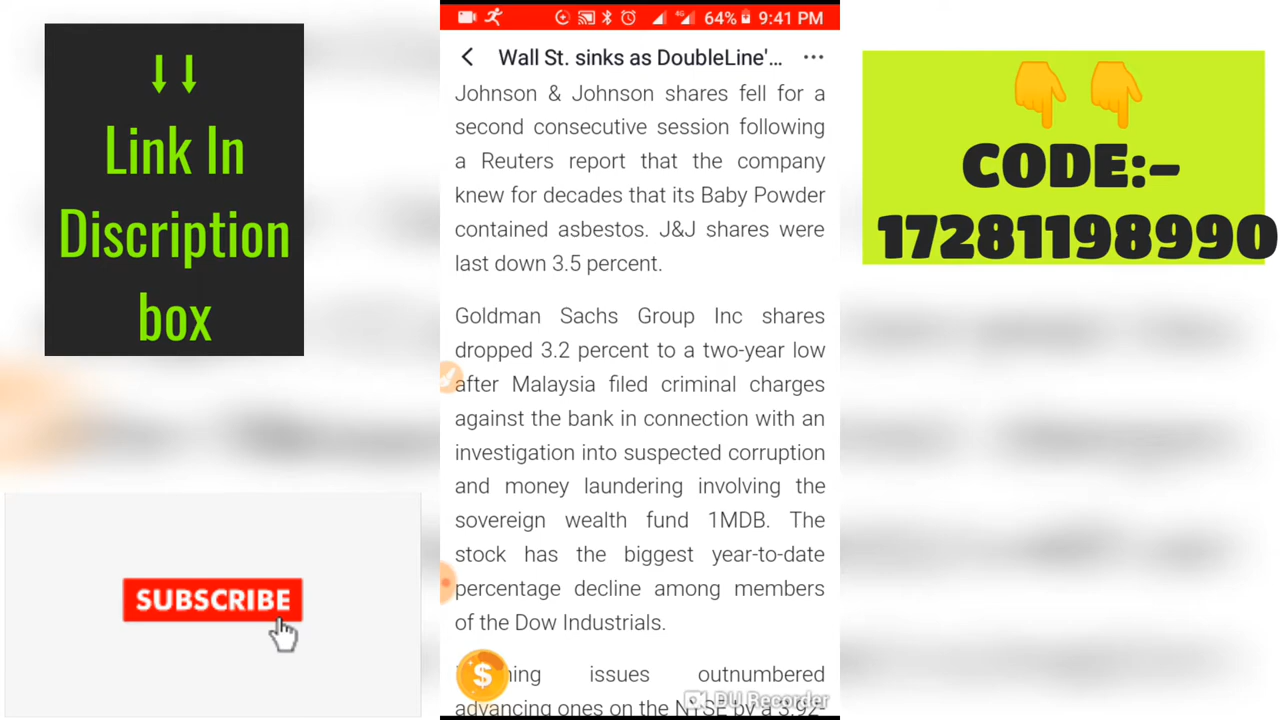 ↓↓
Link In
Discription
box
SUBSCRIBE
64% 9:41 PM
Wall St. sinks as DoubleLine'...
Johnson & Johnson shares fell for a
second consecutive session following
a Reuters report that the company
knew for decades that its Baby Powder
contained asbestos. J&J shares were
last down 3.5 percent.
Goldman Sachs Group Inc shares
dropped 3.2 percent to a two-year low
after Malaysia filed criminal charges
against the bank in connection with an
investigation into suspected corruption
and money laundering involving the
sovereign wealth fund 1MDB. The
stock has the biggest year-to-date
percentage decline among members
of the Dow Industrials.
issues outnumbered
advancing ones on the NYSE by a 3.92-
DU Recorder
CODE:-
17281198990